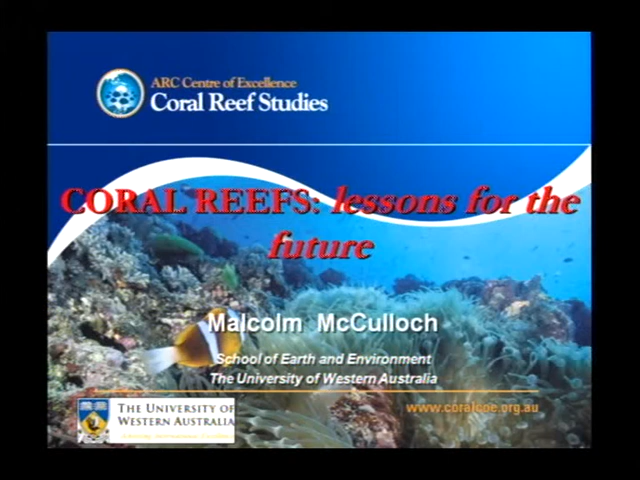 ARC Centre of Excellence
Coral Reef Studies
CORAL REEFS: lessons for the
future
Malcolm McCulloch
School of Earth and Environment
The University of Western Australia
THE UNIVERSITY OF
WESTERN AUSTRALIA
www.coralcoe.org.au